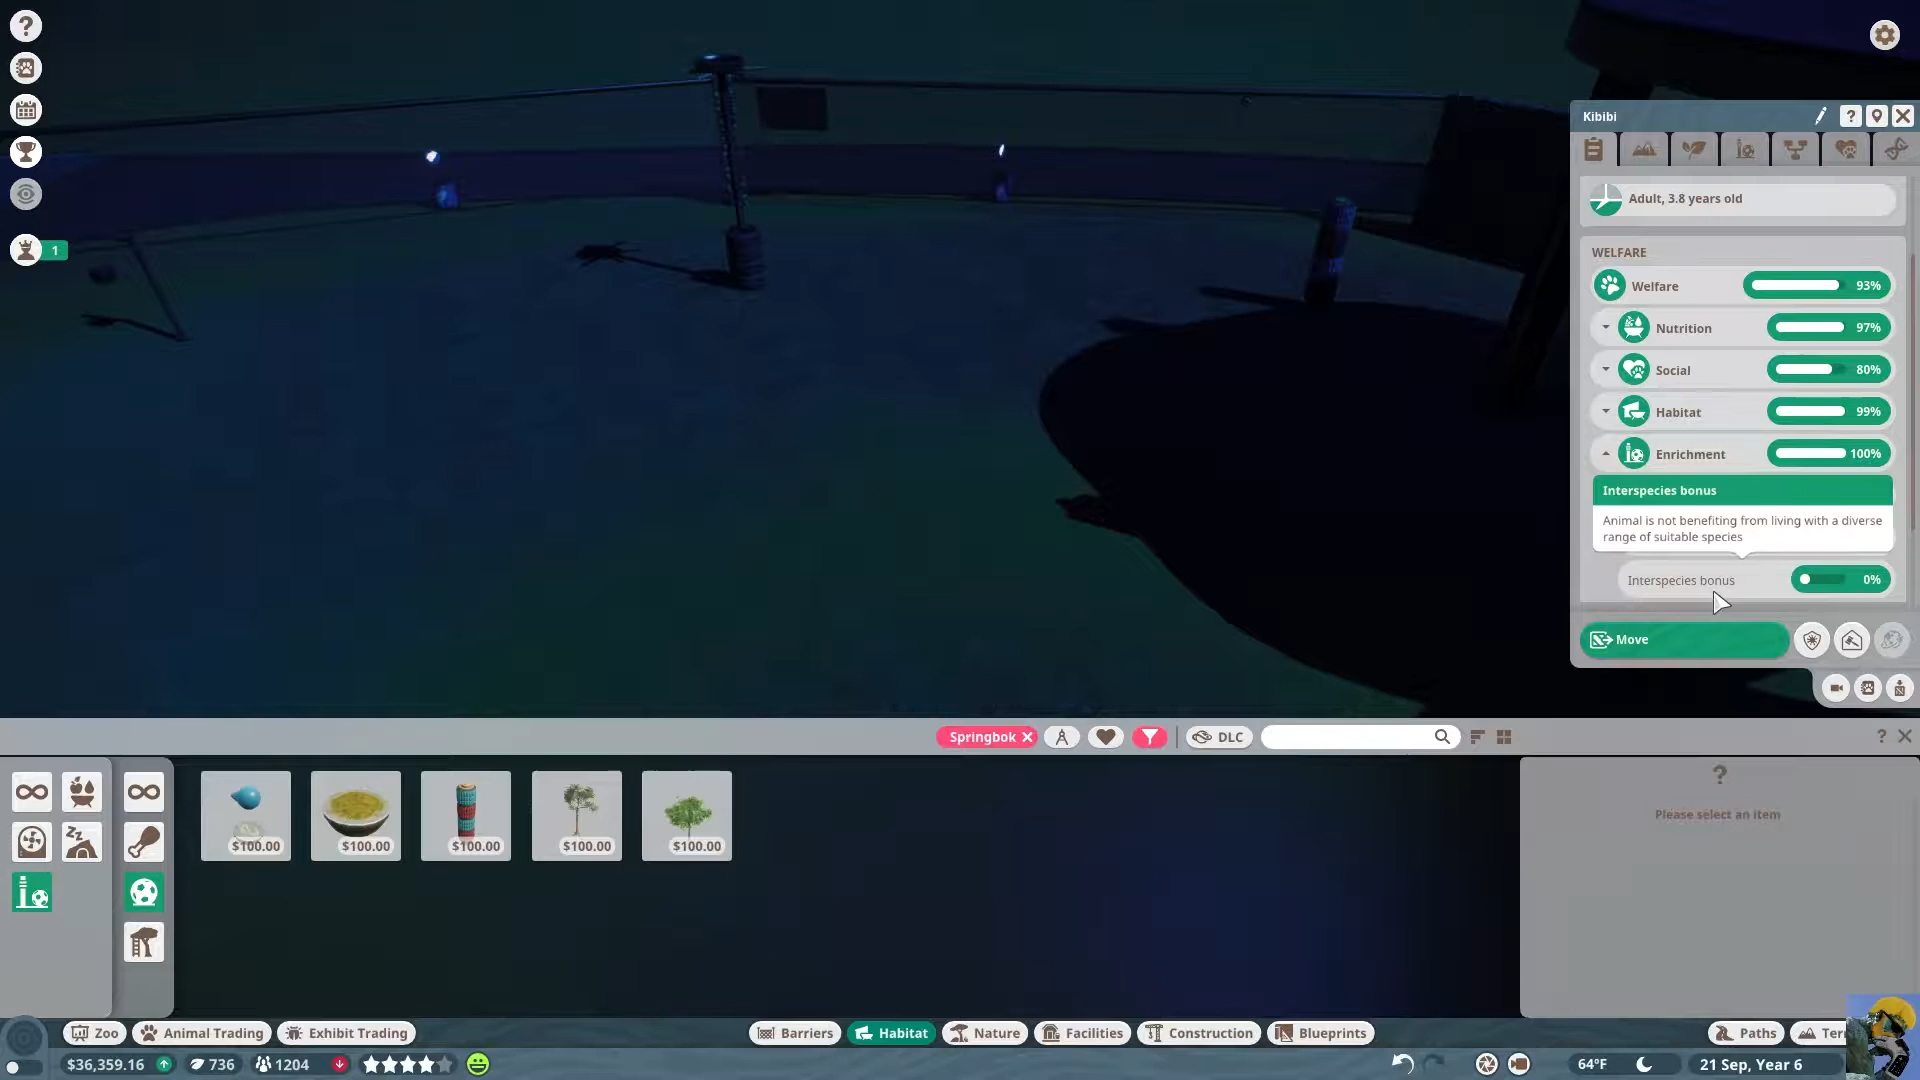 Kibibi
Adult, 3.8 years old
WELFARE
Welfare 93%
Nutrition 97%
Social 80%
Habitat 99%
Enrichment 100%
Interspecies bonus
Animal is not benefiting from living with a diverse
range of suitable species
Interspecies bonus 0%
Move
1
Springbok
DLC
$100.00 $100.00 $100.00 $100.00 $100.00
Please select an item
Zoo Animal Trading Exhibit Trading Barriers Habitat Nature Facilities Construction Blueprints Paths
$36,359.16 736 1204 64°F 21 Sep, Year 6